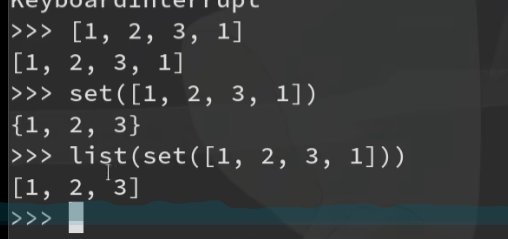 KeyboardInterrupt
>>> [1, 2, 3, 1]
[1, 2, 3, 1]
>>> set([1, 2, 3, 1])
{1, 2, 3}
>>> list(set([1, 2, 3, 1]))
[1, 2, 3]
>>>